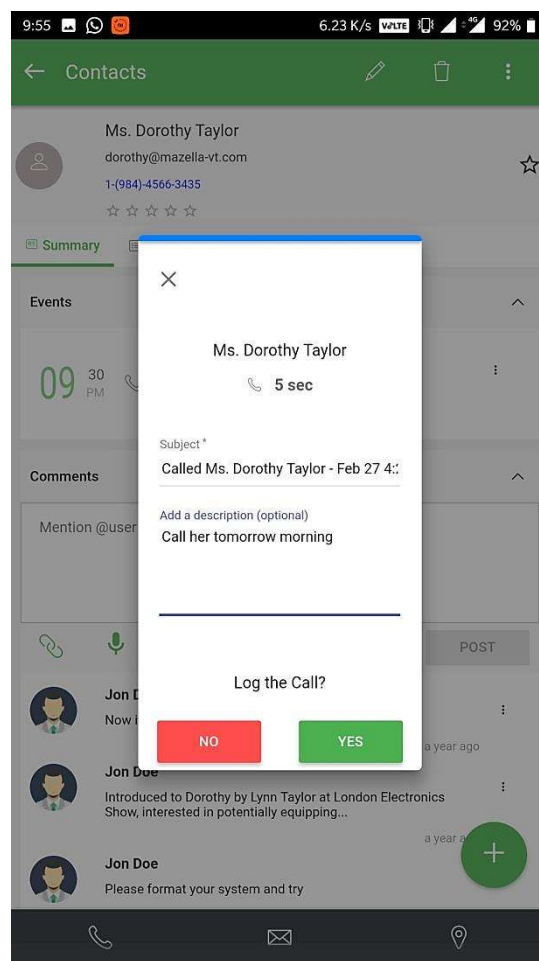 9:55
6.23 K/s VoLTE 4G 92%
Contacts
Ms. Dorothy Taylor
dorothy@mazella-vt.com
1-(984)-4566-3435
Summary
Events
09 30 PM
Ms. Dorothy Taylor
5 sec
Subject *
Called Ms. Dorothy Taylor - Feb 27 4:
Comments
Mention @user
Add a description (optional)
Call her tomorrow morning
POST
Log the Call?
NO
YES
Jon
Now
a year ago
Jon Doe
Introduced to Dorothy by Lynn Taylor at London Electronics
Show, interested in potentially equipping...
a year
Jon Doe
Please format your system and try